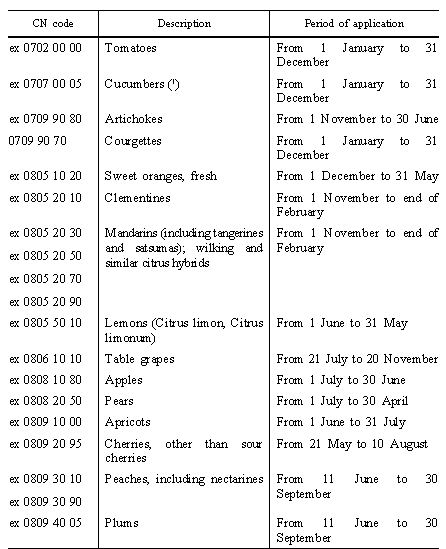 CN code Description Period of application
ex 0702 00 00 Tomatoes From 1 January to 31
December
ex 0707 00 05 Cucumbers (¹) From 1 January to 31
December
ex 0709 90 80 Artichokes From 1 November to 30 June
0709 90 70 Courgettes From 1 January to 31
December
ex 0805 10 20 Sweet oranges, fresh From 1 December to 31 May
ex 0805 20 10 Clementines From 1 November to end of
February
ex 0805 20 30 Mandarins (including tangerines From 1 November to end of
ex 0805 20 50 and satsumas); wilking and February
similar citrus hybrids
ex 0805 20 70
ex 0805 20 90
ex 0805 50 10 Lemons (Citrus limon, Citrus From 1 June to 31 May
limonum)
ex 0806 10 10 Table grapes From 21 July to 20 November
ex 0808 10 80 Apples From 1 July to 30 June
ex 0808 20 50 Pears From 1 July to 30 April
ex 0809 10 00 Apricots From 1 June to 31 July
ex 0809 20 95 Cherries, other than sour From 21 May to 10 August
cherries
ex 0809 30 10 Peaches, including nectarines From 11 June to 30
ex 0809 30 90 September
ex 0809 40 05 Plums From 11 June to 30
September